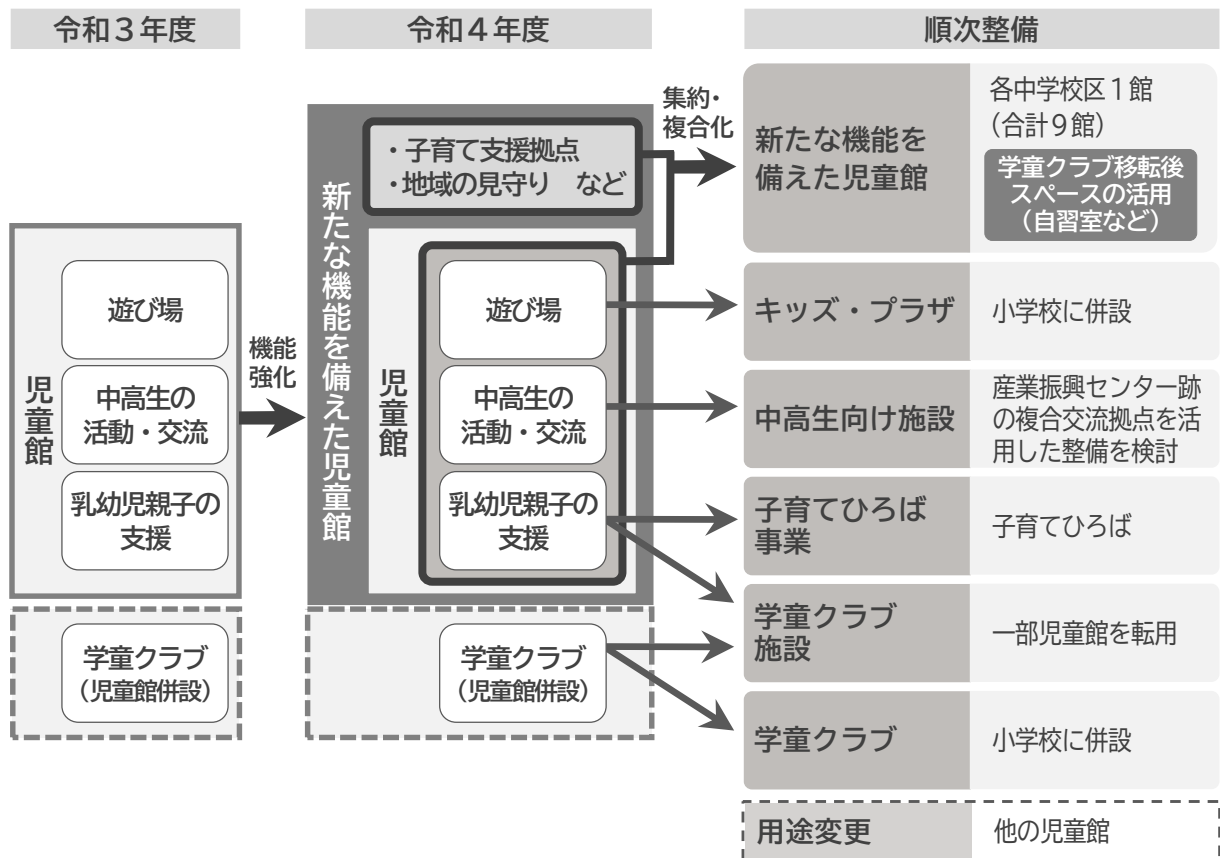 令和３年度
令和４年度
順次整備
児童館
遊び場
中高生の
活動・交流
乳幼児親子の
支援
学童クラブ
（児童館併設）
機能
強化
新たな機能を備えた児童館
・子育て支援拠点
・地域の見守り　など
児童館
遊び場
中高生の
活動・交流
乳幼児親子の
支援
学童クラブ
（児童館併設）
集約・
複合化
新たな機能を
備えた児童館
各中学校区１館
（合計９館）
学童クラブ移転後
スペースの活用
（自習室など）
キッズ・プラザ
小学校に併設
中高生向け施設
産業振興センター跡
の複合交流拠点を活
用した整備を検討
子育てひろば
事業
子育てひろば
学童クラブ
施設
一部児童館を転用
学童クラブ
小学校に併設
用途変更
他の児童館